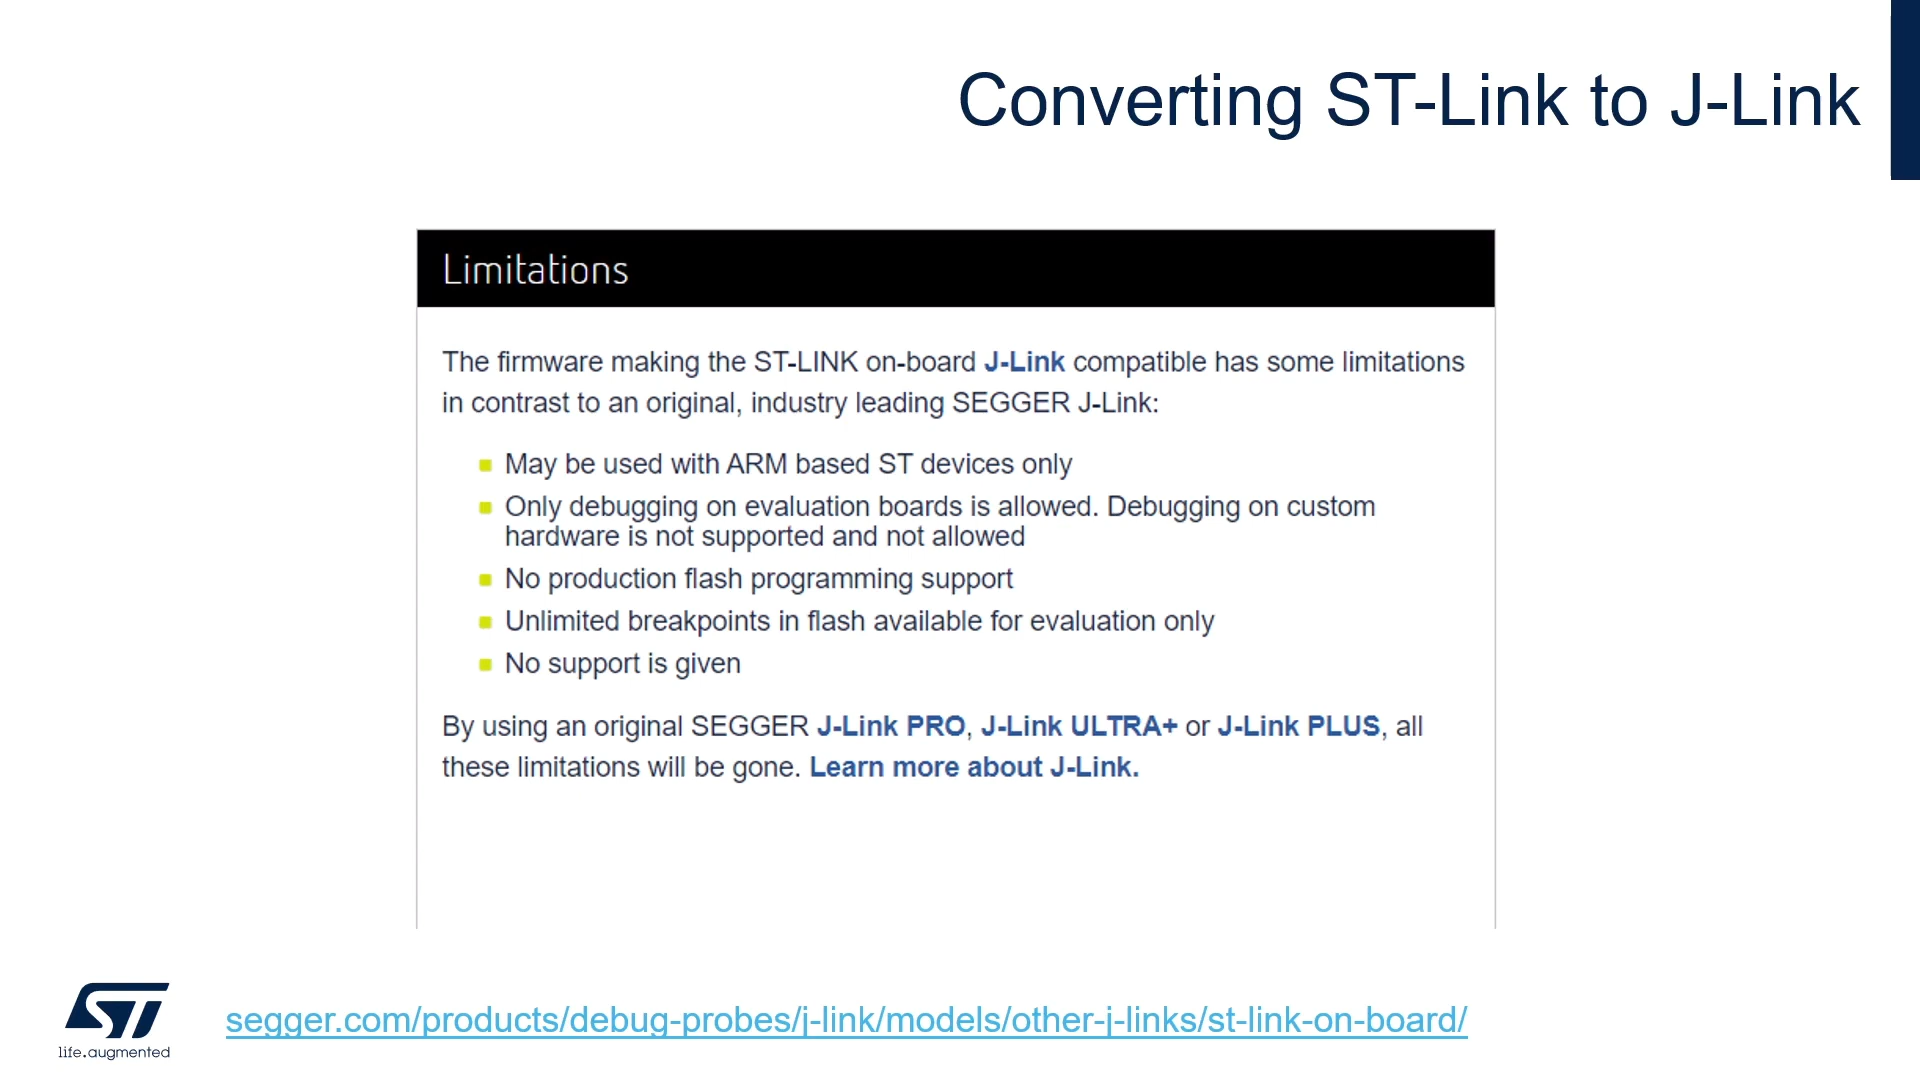 Converting ST-Link to J-Link
Limitations
The firmware making the ST-LINK on-board J-Link compatible has some limitations
in contrast to an original, industry leading SEGGER J-Link:
May be used with ARM based ST devices only
Only debugging on evaluation boards is allowed. Debugging on custom
hardware is not supported and not allowed
No production flash programming support
Unlimited breakpoints in flash available for evaluation only
No support is given
By using an original SEGGER J-Link PRO, J-Link ULTRA+ or J-Link PLUS, all
these limitations will be gone. Learn more about J-Link.
ST
life.augmented
segger.com/products/debug-probes/j-link/models/other-j-links/st-link-on-board/